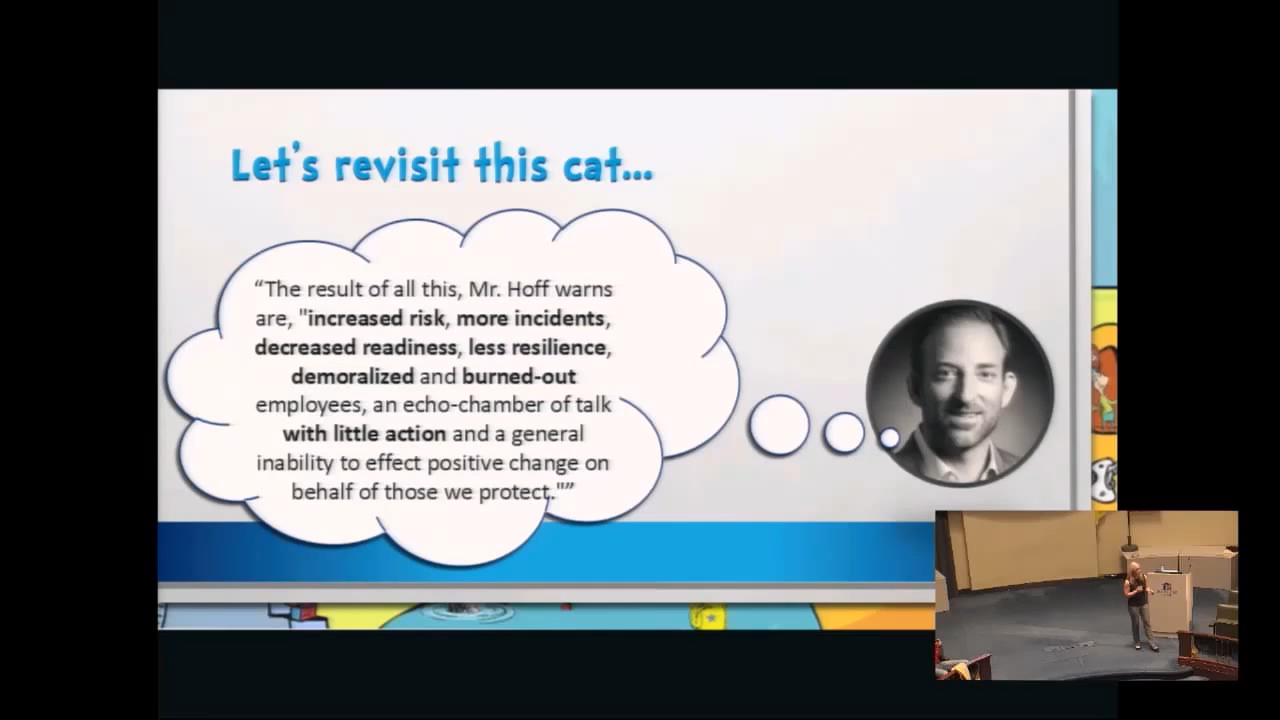 Let's revisit this cat...
“The result of all this, Mr. Hoff warns
are, "increased risk, more incidents,
decreased readiness, less resilience,
demoralized and burned-out
employees, an echo-chamber of talk
with little action and a general
inability to effect positive change on
behalf of those we protect."”